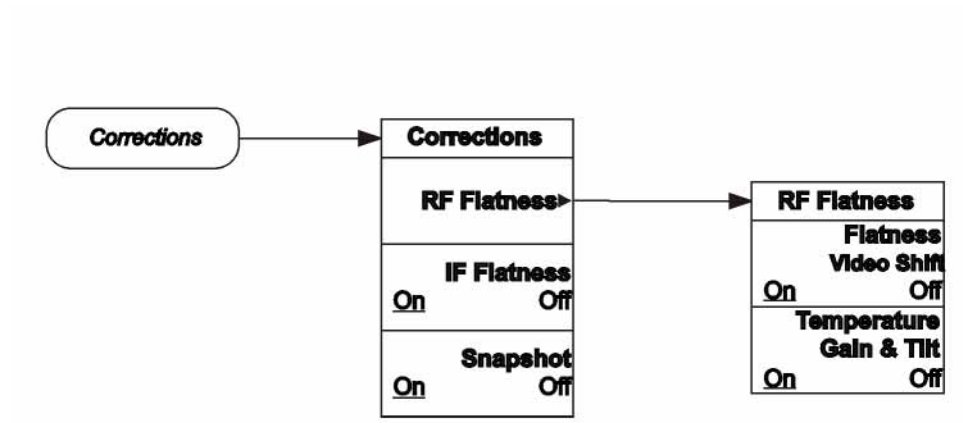 Corrections
Corrections
RF Flatness
IF Flatness
On Off
Snapshot
On Off
RF Flatness
Flatness
Video Shift
On Off
Temperature
Gain & Tilt
On Off